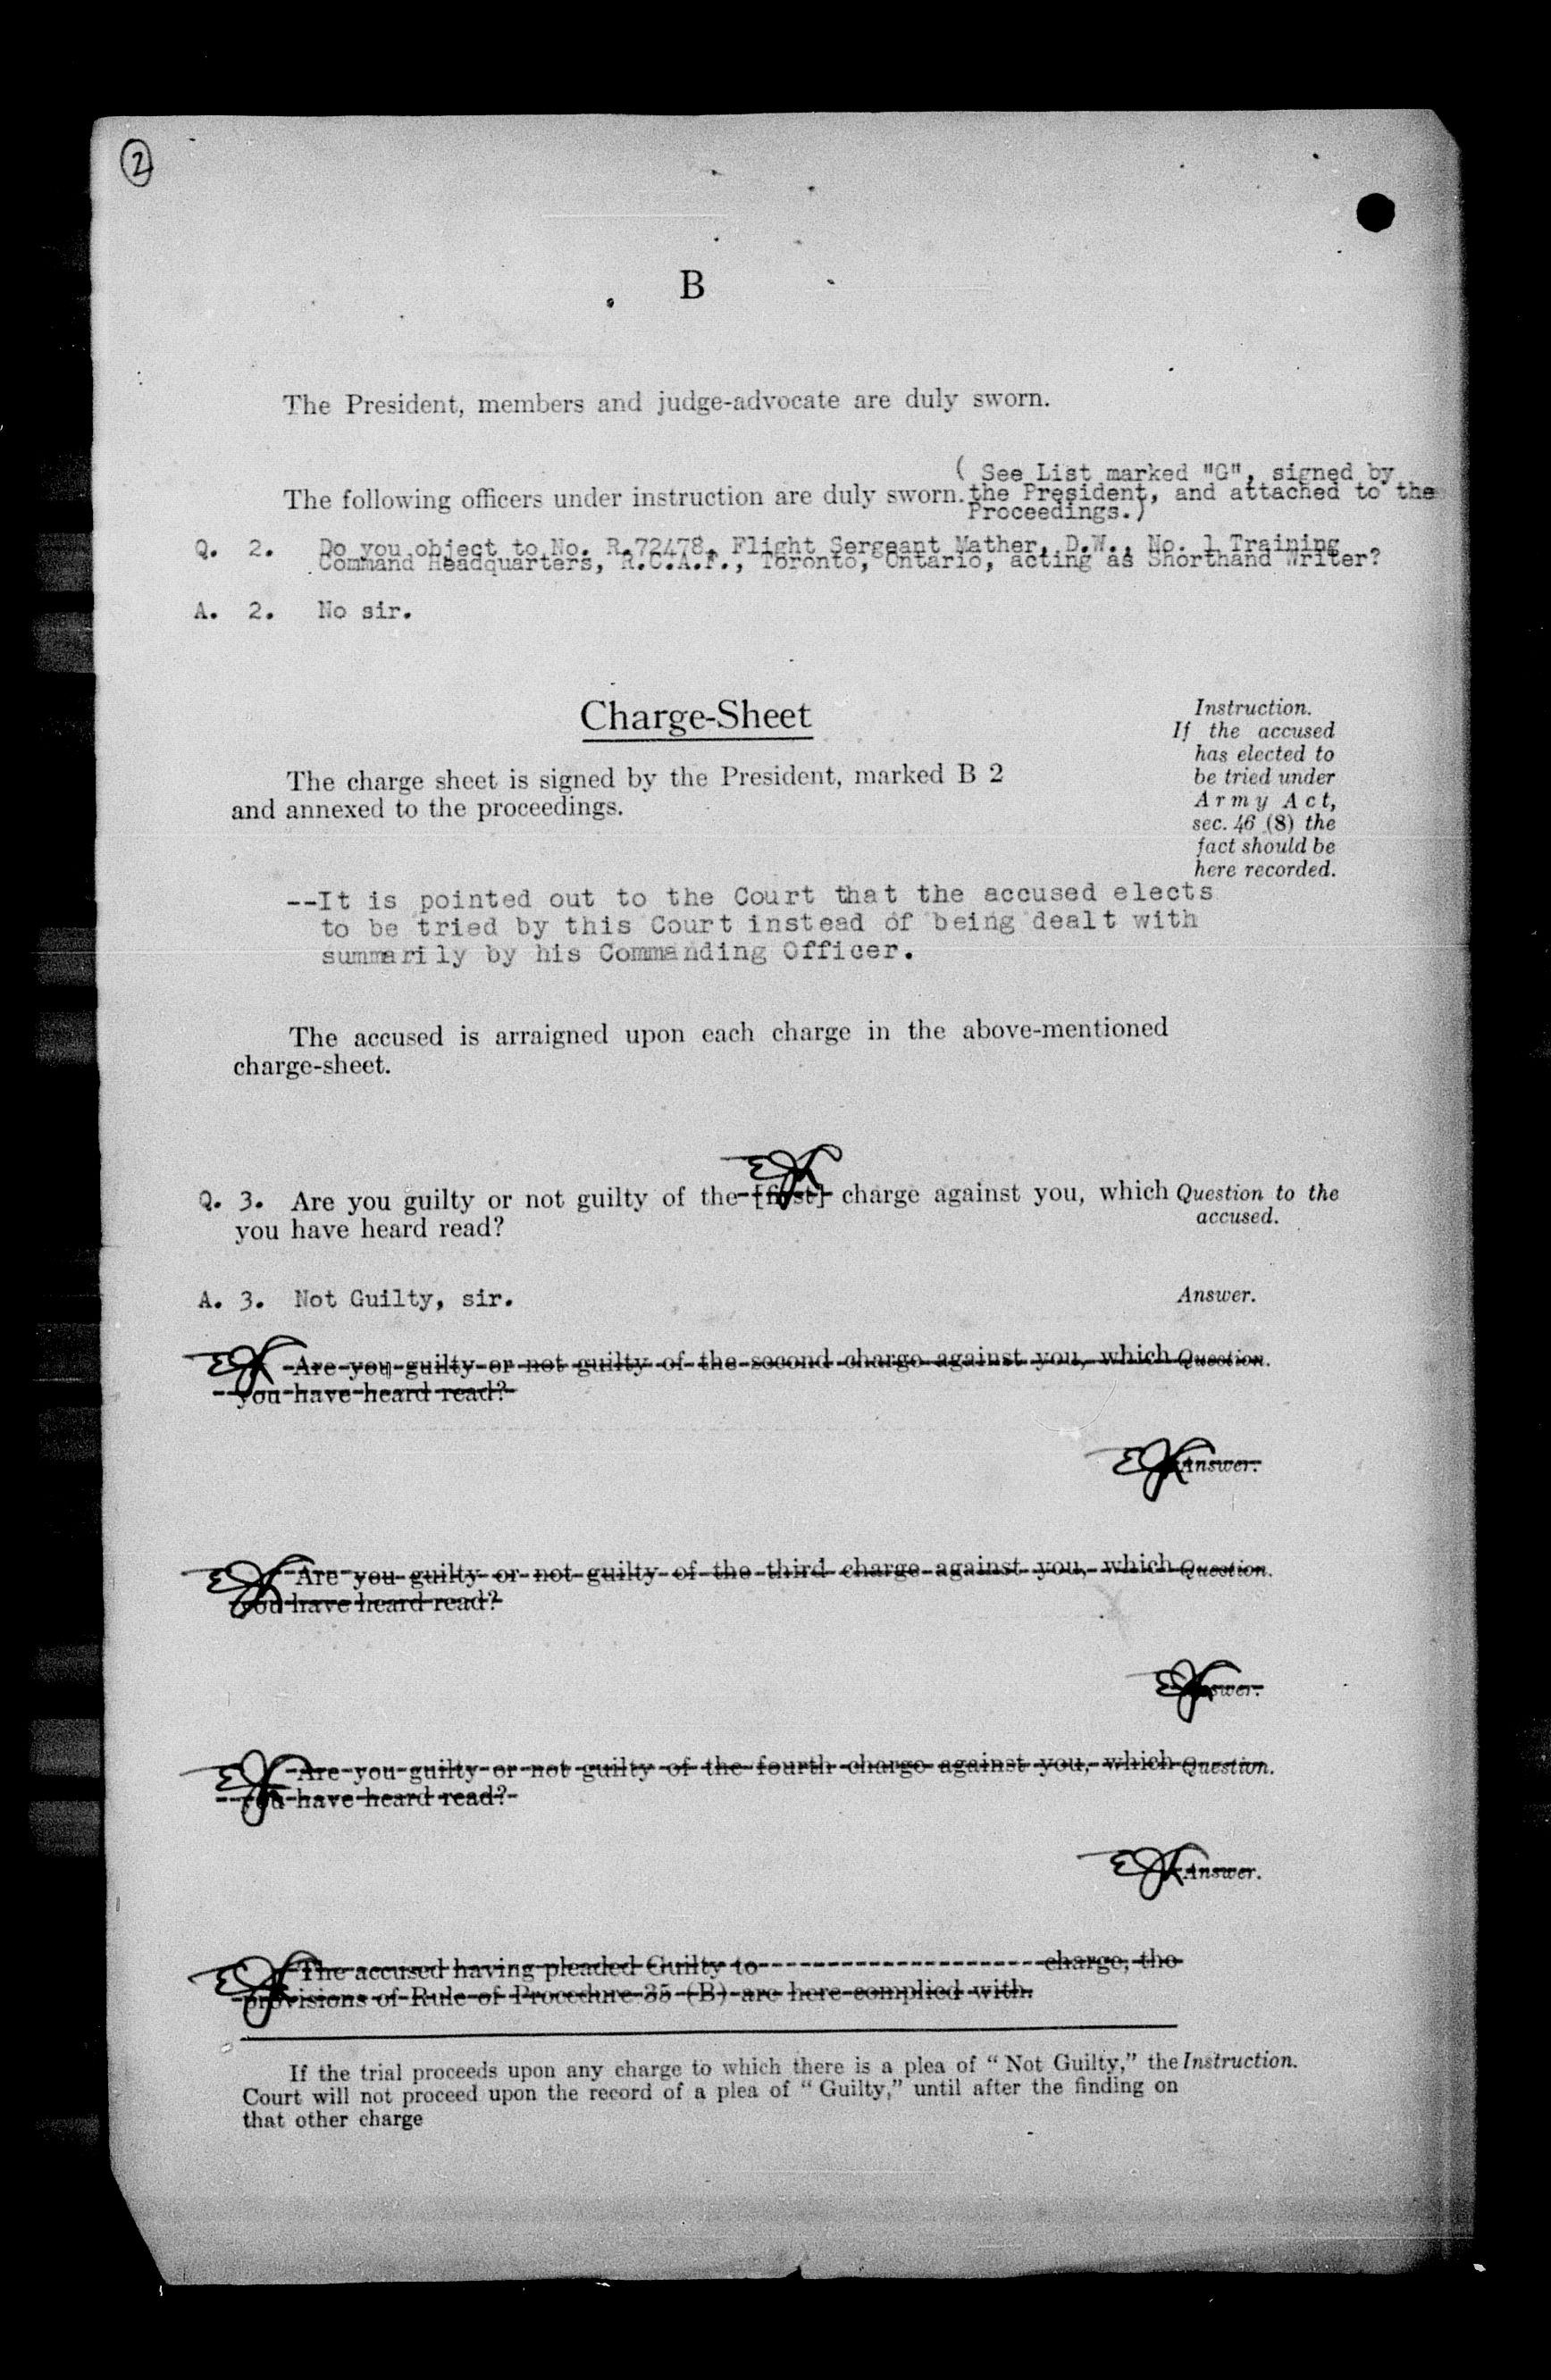 2
B
The President, members and judge-advocate are duly sworn.
( See List marked "G", signed by
The following officers under instruction are duly sworn. the President, and attached to the
Proceedings.)
Q. 2. Do you object to No. R.72478, Flight Sergeant Mather, D.W., No. 1 Training
Command Headquarters, R.C.A.F., Toronto, Ontario, acting as Shorthand Writer?
A. 2. No sir.
Charge-Sheet
Instruction.
If the accused
has elected to
be tried under
Army Act,
sec. 46 (8) the
fact should be
here recorded.
The charge sheet is signed by the President, marked B 2
and annexed to the proceedings.
--It is pointed out to the Court that the accused elects
to be tried by this Court instead of being dealt with
summarily by his Commanding Officer.
The accused is arraigned upon each charge in the above-mentioned
charge-sheet.
Q. 3. Are you guilty or not guilty of the [first] charge against you, which Question to the
you have heard read? accused.
A. 3. Not Guilty, sir. Answer.
Are you guilty or not guilty of the second charge against you, which Question.
you have heard read?
Answer.
Are you guilty or not guilty of the third charge against you, which Question.
you have heard read?
Answer.
Are you guilty or not guilty of the fourth charge against you, which Question.
you have heard read?
Answer.
The accused having pleaded Guilty to charge, the
provisions of Rule of Procedure 35 (B) are here complied with.
If the trial proceeds upon any charge to which there is a plea of “ Not Guilty,” the Instruction.
Court will not proceed upon the record of a plea of “ Guilty,” until after the finding on
that other charge